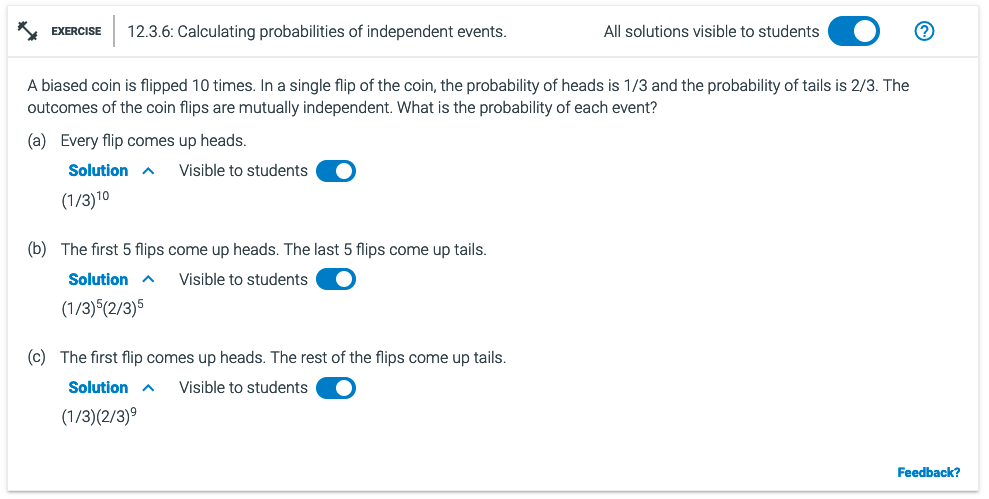 EXERCISE 12.3.6: Calculating probabilities of independent events. All solutions visible to students ?
A biased coin is flipped 10 times. In a single flip of the coin, the probability of heads is 1/3 and the probability of tails is 2/3. The
outcomes of the coin flips are mutually independent. What is the probability of each event?
(a) Every flip comes up heads.
Solution Visible to students
(1/3)¹⁰
(b) The first 5 flips come up heads. The last 5 flips come up tails.
Solution Visible to students
(1/3)⁵(2/3)⁵
(c) The first flip comes up heads. The rest of the flips come up tails.
Solution Visible to students
(1/3)(2/3)⁹
Feedback?